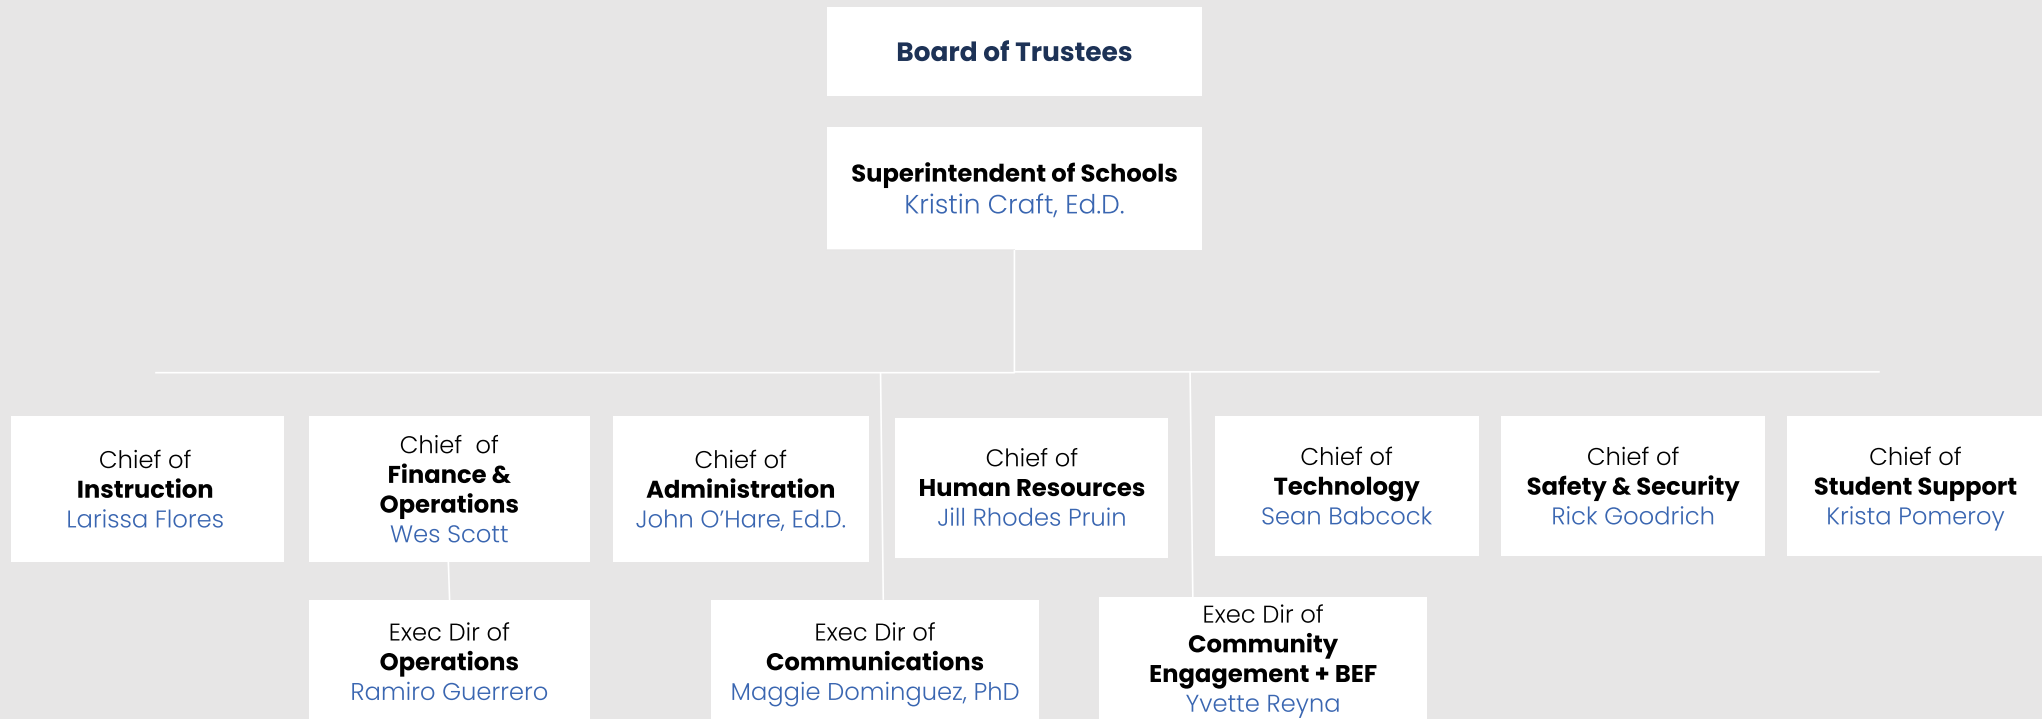 Board of Trustees
Superintendent of Schools
Kristin Craft, Ed.D.
Chief of
Instruction
Larissa Flores
Chief of
Finance &
Operations
Wes Scott
Chief of
Administration
John O’Hare, Ed.D.
Chief of
Human Resources
Jill Rhodes Pruin
Chief of
Technology
Sean Babcock
Chief of
Safety & Security
Rick Goodrich
Chief of
Student Support
Krista Pomeroy
Exec Dir of
Operations
Ramiro Guerrero
Exec Dir of
Communications
Maggie Dominguez, PhD
Exec Dir of
Community
Engagement + BEF
Yvette Reyna